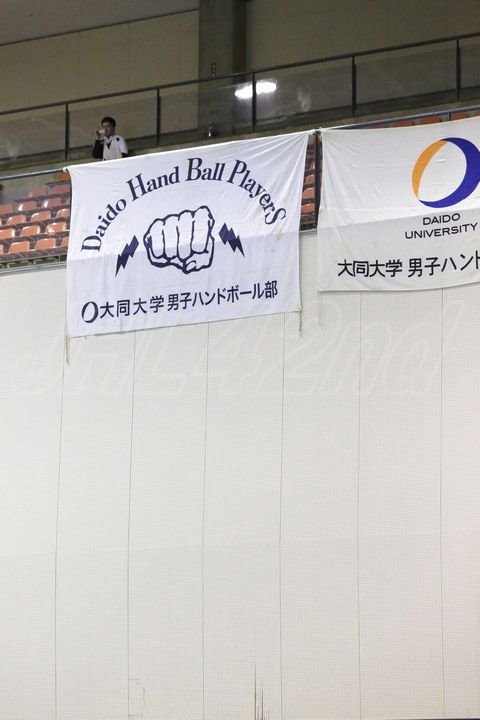 Daido Hand Ball Players
大同大学 男子ハンドボール部
DAIDO
UNIVERSITY
大同大学 男子ハン
JHL42nd